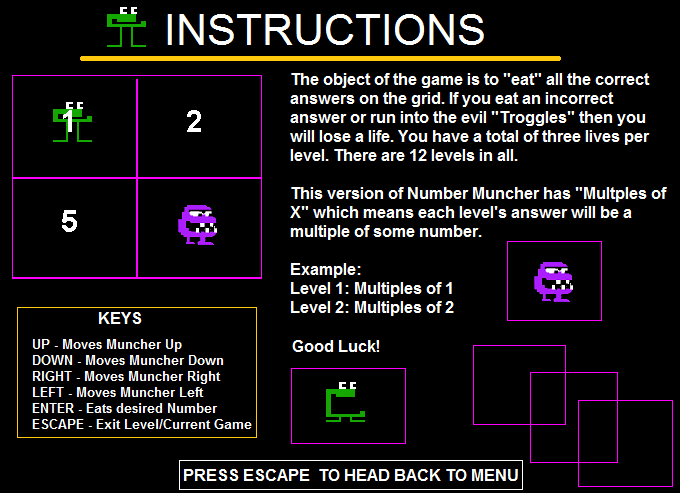 INSTRUCTIONS
1
2
5
The object of the game is to "eat" all the correct
answers on the grid. If you eat an incorrect
answer or run into the evil "Troggles" then you
will lose a life. You have a total of three lives per
level. There are 12 levels in all.
This version of Number Muncher has "Multples of
X" which means each level's answer will be a
multiple of some number.
Example:
Level 1: Multiples of 1
Level 2: Multiples of 2
Good Luck!
KEYS
UP - Moves Muncher Up
DOWN - Moves Muncher Down
RIGHT - Moves Muncher Right
LEFT - Moves Muncher Left
ENTER - Eats desired Number
ESCAPE - Exit Level/Current Game
PRESS ESCAPE  TO HEAD BACK TO MENU